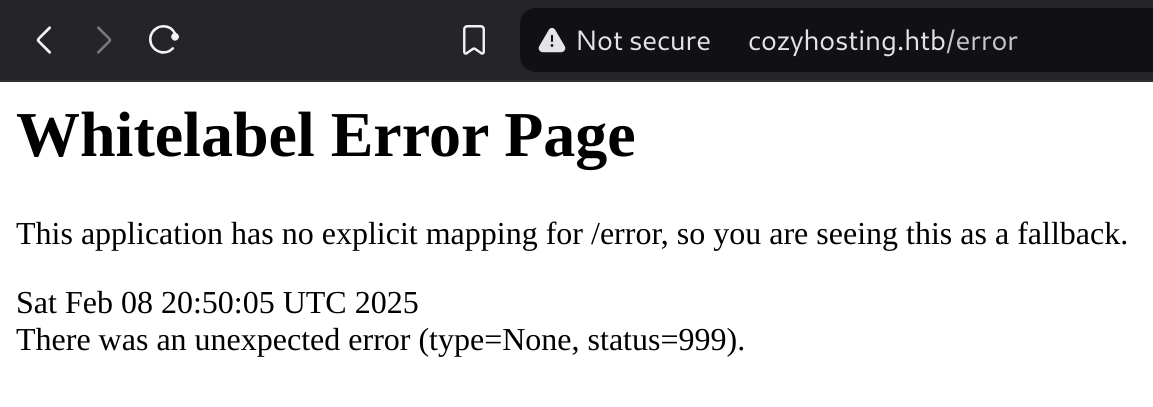 Not secure cozyhosting.htb/error
Whitelabel Error Page
This application has no explicit mapping for /error, so you are seeing this as a fallback.
Sat Feb 08 20:50:05 UTC 2025
There was an unexpected error (type=None, status=999).